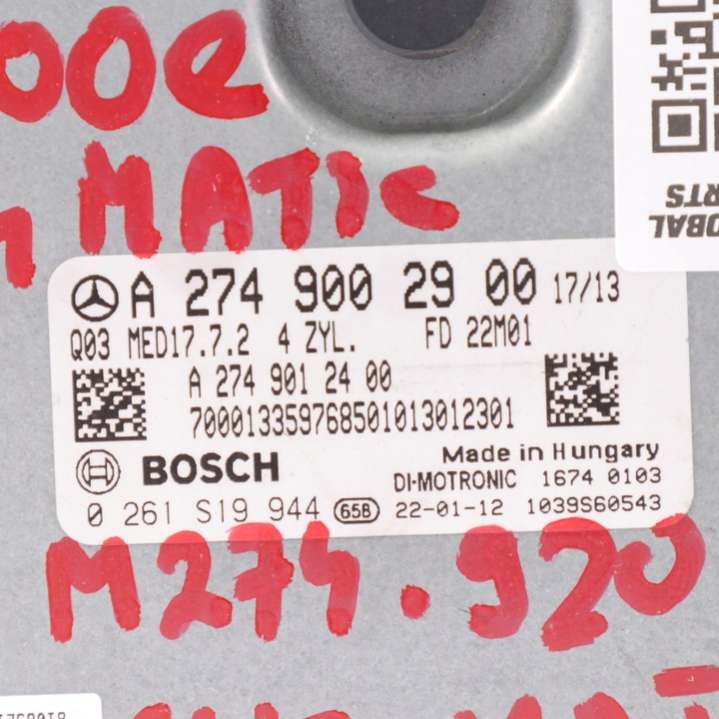 00e
MATIC
A 274 900 29 00 17/13
Q03 MED17.7.2 4 ZYL. FD 22M01
A 274 901 24 00
700013359768501013012301
Made in Hungary
BOSCH DI-MOTRONIC 1674 0103
0 261 S19 944 65B 22-01-12 1039S60543
M274.920